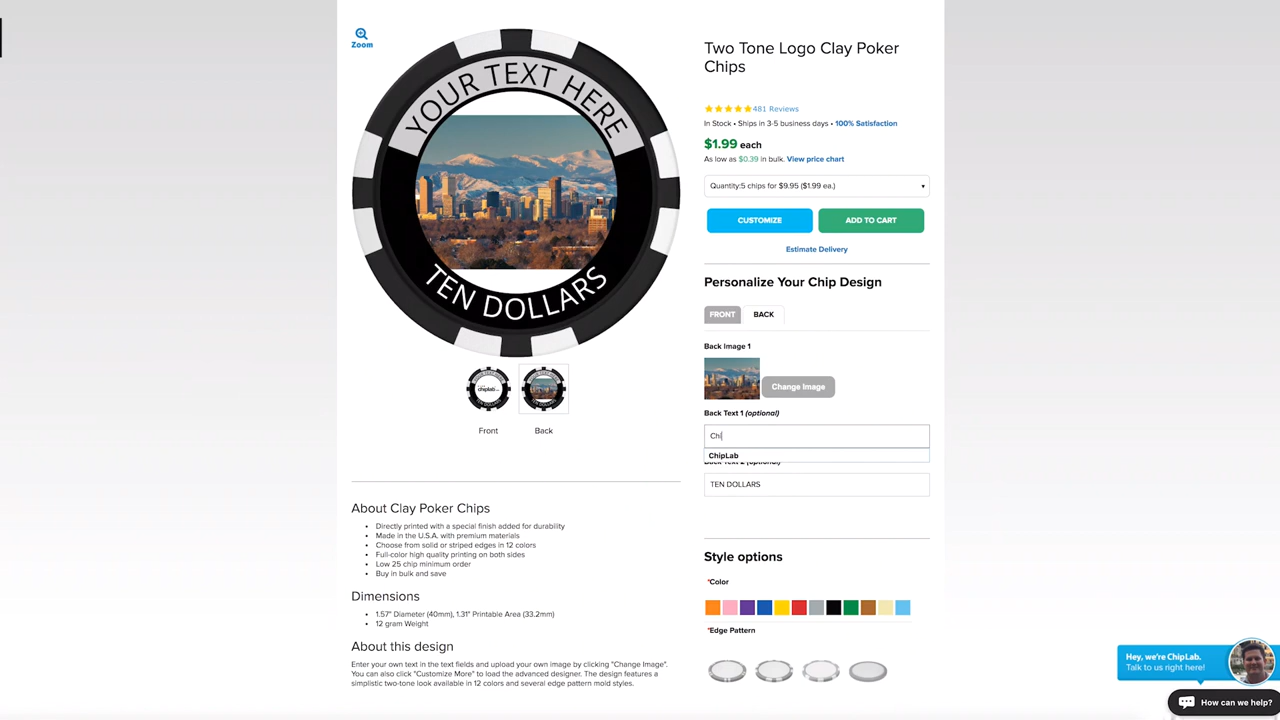 Zoom
YOUR TEXT HERE
TEN DOLLARS
chiplab
Front
Back
About Clay Poker Chips
• Directly printed with a special finish added for durability
• Made in the U.S.A. with premium materials
• Choose from solid or striped edges in 12 colors
• Full-color high quality printing on both sides
• Low 25 chip minimum order
• Buy in bulk and save
Dimensions
• 1.57" Diameter (40mm), 1.31" Printable Area (33.2mm)
• 12 gram Weight
About this design
Enter your own text in the text fields and upload your own image by clicking "Change Image".
You can also click "Customize More" to load the advanced designer. The design features a
simplistic two-tone look available in 12 colors and several edge pattern mold styles.
Two Tone Logo Clay Poker
Chips
481 Reviews
In Stock • Ships in 3-5 business days • 100% Satisfaction
$1.99 each
As low as $0.39 in bulk. View price chart
Quantity:5 chips for $9.95 ($1.99 ea.)
CUSTOMIZE
ADD TO CART
Estimate Delivery
Personalize Your Chip Design
FRONT
BACK
Back Image 1
Change Image
Back Text 1 (optional)
Chi
ChipLab
Back Text 2 (optional)
TEN DOLLARS
Style options
*Color
*Edge Pattern
Hey, we're ChipLab.
Talk to us right here!
How can we help?